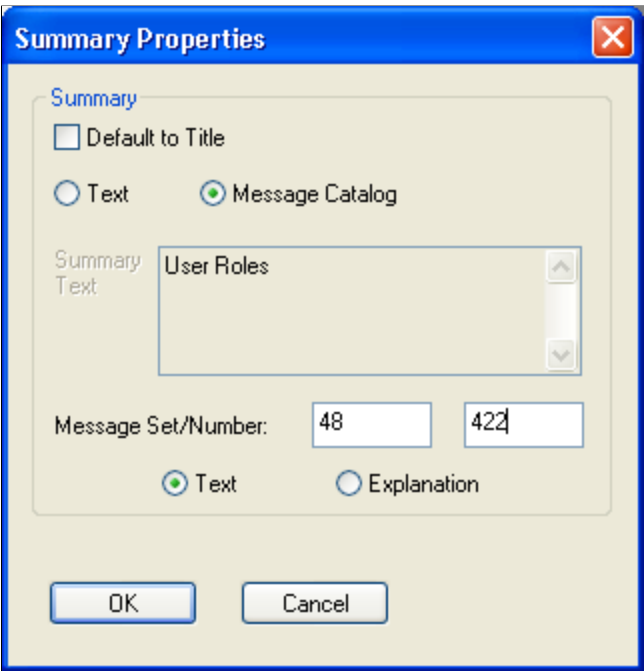 Summary Properties
Summary
Default to Title
Text Message Catalog
Summary Text
User Roles
Message Set/Number: 48 422
Text Explanation
OK Cancel